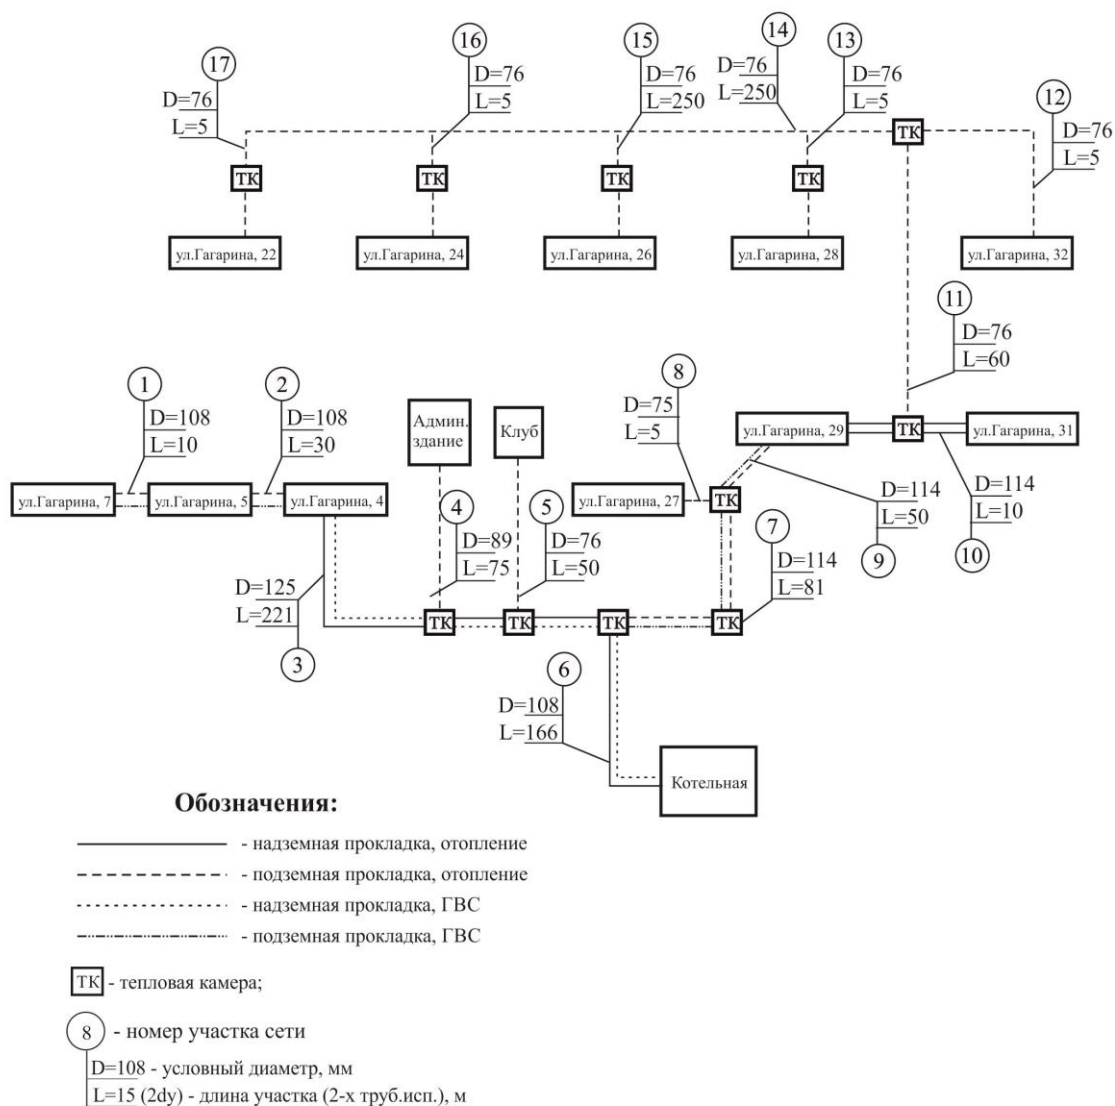 16
15
14
13
17
12
D=76
L=5
D=76
L=5
D=76
L=250
D=76
L=250
D=76
L=5
D=76
L=5
ТК
ТК
ТК
ТК
ТК
ул.Гагарина, 22
ул.Гагарина, 24
ул.Гагарина, 26
ул.Гагарина, 28
ул.Гагарина, 32
11
D=76
L=60
1
D=108
L=10
2
D=108
L=30
Админ.
здание
Клуб
8
D=75
L=5
ул.Гагарина, 29
ТК
ул.Гагарина, 31
ул.Гагарина, 7
ул.Гагарина, 5
ул.Гагарина, 4
ул.Гагарина, 27
ТК
4
D=89
L=75
5
D=76
L=50
7
D=114
L=81
D=114
L=50
9
D=114
L=10
10
D=125
L=221
3
ТК
ТК
ТК
ТК
6
D=108
L=166
Котельная
Обозначения:
- надземная прокладка, отопление
- подземная прокладка, отопление
- надземная прокладка, ГВС
- подземная прокладка, ГВС
ТК - тепловая камера;
8 - номер участка сети
D=108 - условный диаметр, мм
L=15 (2dy) - длина участка (2-х труб.исп.), м